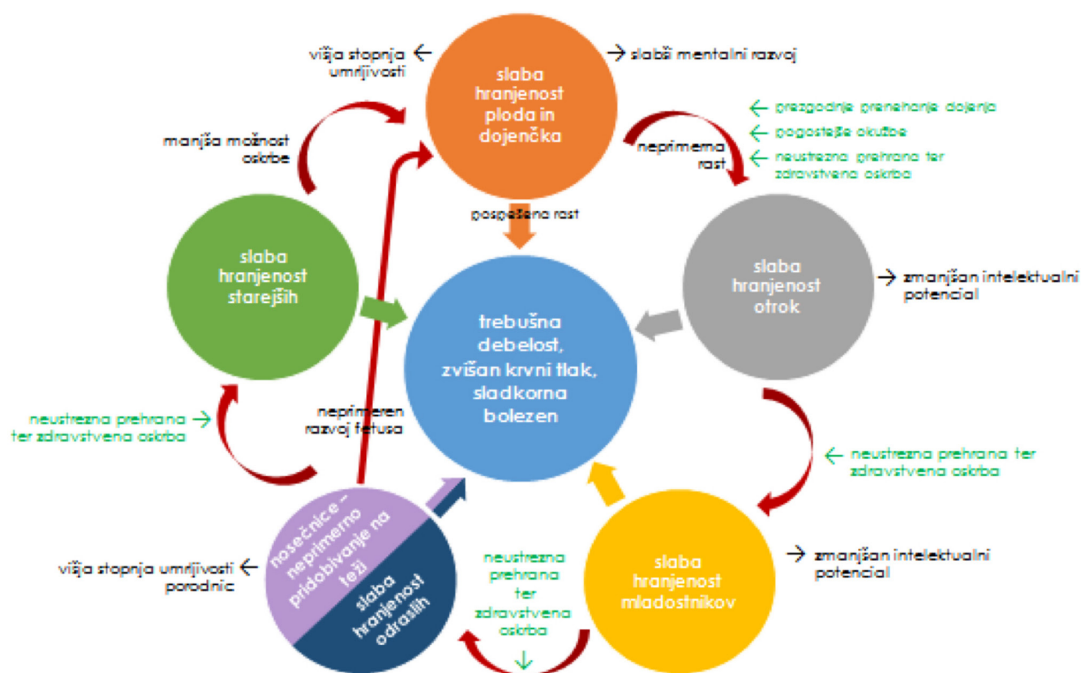 višja stopnja ←
umrljivosti
slaba
hranjenost
ploda in
dojenčka
→ slabši mentalni razvoj
manjša možnost
oskrbe
neprimerna
rast
← prezgodnje prenehanje dojenja
← pogostejše okužbe
← neustrezna prehrana ter
zdravstvena oskrba
pospešena rast
slaba
hranjenost
starejših
slaba
hranjenost
otrok
→ zmanjšan intelektualni
potencial
trebušna
debelost,
zvišan krvni tlak,
sladkorna
bolezen
neustrezna prehrana →
ter zdravstvena oskrba
neprimeren
razvoj fetusa
← neustrezna prehrana ter
zdravstvena oskrba
nosečnice –
neprimerno
pridobivanje na
teži
slaba
hranjenost
odraslih
višja stopnja umrljivosti ←
porodnic
neustrezna
prehrana
ter
zdravstvena
oskrba
↓
slaba
hranjenost
mladostnikov
→ zmanjšan intelektualni
potencial